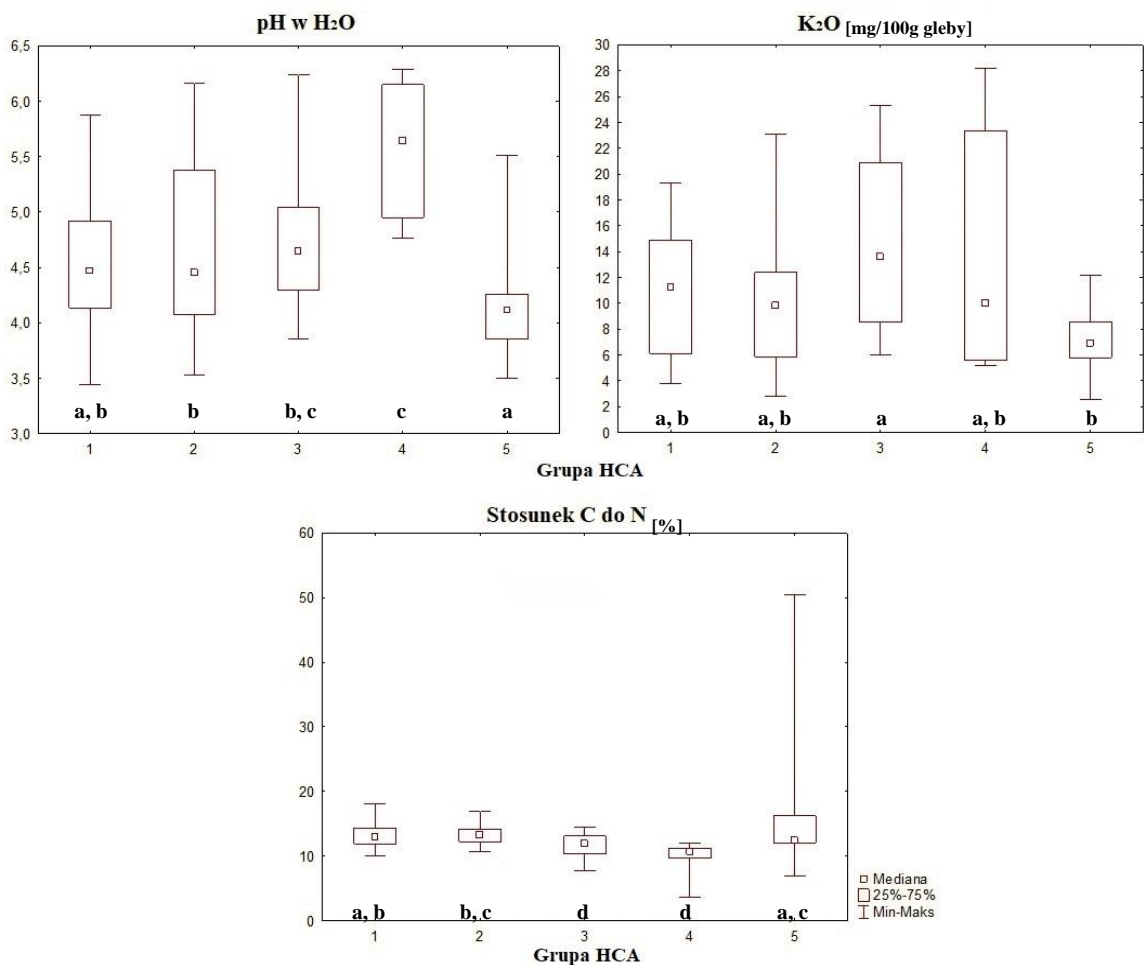 pH w H₂O
6,5
6,0
5,5
5,0
4,5
4,0
3,5
3,0
a, b b b, c c a
1 2 3 4 5
K₂O [mg/100g gleby]
30
28
26
24
22
20
18
16
14
12
10
8
6
4
2
0
a, b a, b a a, b b
1 2 3 4 5
Grupa HCA
Stosunek C do N [%]
60
50
40
30
20
10
0
a, b b, c d d a, c
1 2 3 4 5
Grupa HCA
Mediana
25%-75%
Min-Maks